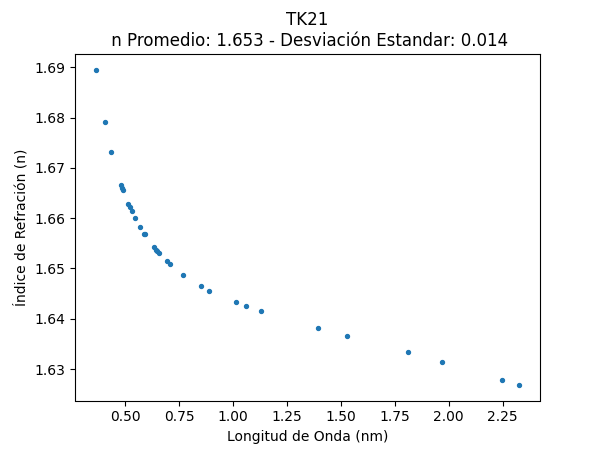 TK21
n Promedio: 1.653 - Desviación Estandar: 0.014
1.69
1.68
1.67
1.66
1.65
1.64
1.63
Índice de Refración (n)
0.50 0.75 1.00 1.25 1.50 1.75 2.00 2.25
Longitud de Onda (nm)